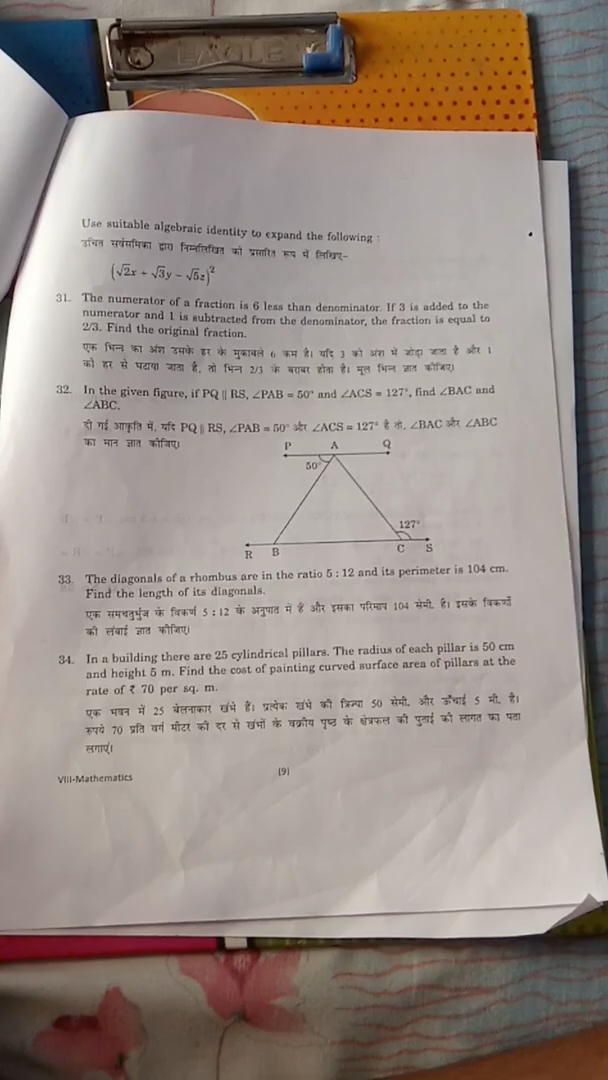 EAGLE
Use suitable algebraic identity to expand the following :
उचित सर्वसमिका द्वारा निम्नलिखित को प्रसारित रूप में लिखिए-
(√2x + √3y − √5z)²
31. The numerator of a fraction is 6 less than denominator. If 3 is added to the
numerator and 1 is subtracted from the denominator, the fraction is equal to
2/3. Find the original fraction.
एक भिन्न का अंश उसके हर के मुकाबले 6 कम है। यदि 3 को अंश में जोड़ा जाता है और 1
को हर से घटाया जाता है, तो भिन्न 2/3 के बराबर होता है। मूल भिन्न ज्ञात कीजिए।
32. In the given figure, if PQ || RS, ∠PAB = 50° and ∠ACS = 127°, find ∠BAC and
∠ABC.
दी गई आकृति में, यदि PQ || RS, ∠PAB = 50° और ∠ACS = 127° है तो, ∠BAC और ∠ABC
का मान ज्ञात कीजिए।
P A Q
50°
127°
R B C S
33. The diagonals of a rhombus are in the ratio 5 : 12 and its perimeter is 104 cm.
Find the length of its diagonals.
एक समचतुर्भुज के विकर्ण 5 : 12 के अनुपात में हैं और इसका परिमाप 104 सेमी. है। इसके विकर्णों
की लंबाई ज्ञात कीजिए।
34. In a building there are 25 cylindrical pillars. The radius of each pillar is 50 cm
and height 5 m. Find the cost of painting curved surface area of pillars at the
rate of ₹ 70 per sq. m.
एक भवन में 25 बेलनाकार खंभे हैं। प्रत्येक खंभे की त्रिज्या 50 सेमी. और ऊँचाई 5 मी. है।
रूपये 70 प्रति वर्ग मीटर की दर से खंभों के वक्रीय पृष्ठ के क्षेत्रफल की पुताई की लागत का पता
लगाएं।
VIII-Mathematics
(9)